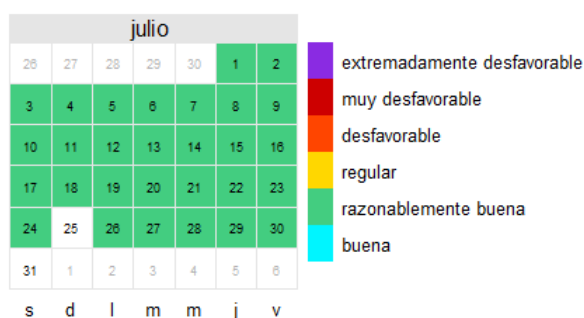 julio
26 27 28 29 30 1 2
3 4 5 6 7 8 9
10 11 12 13 14 15 16
17 18 19 20 21 22 23
24 25 26 27 28 29 30
31 1 2 3 4 5 6
s d l m m j v
extremadamente desfavorable
muy desfavorable
desfavorable
regular
razonablemente buena
buena